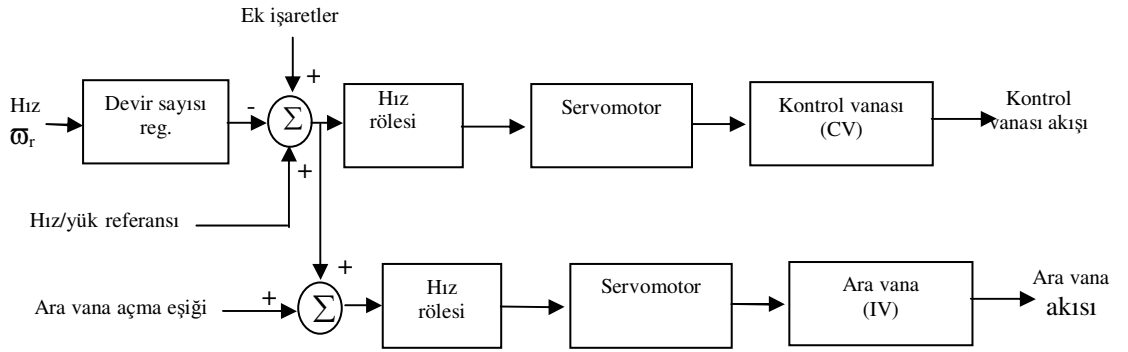 Ek işaretler
+
Hız
ϖr
Devir sayısı
reg.
-
Σ
Hız
rölesi
Servomotor
Kontrol vanası
(CV)
Kontrol
vanası akışı
+
Hız/yük referansı
+
Ara vana açma eşiği
+
Σ
Hız
rölesi
Servomotor
Ara vana
(IV)
Ara vana
akısı